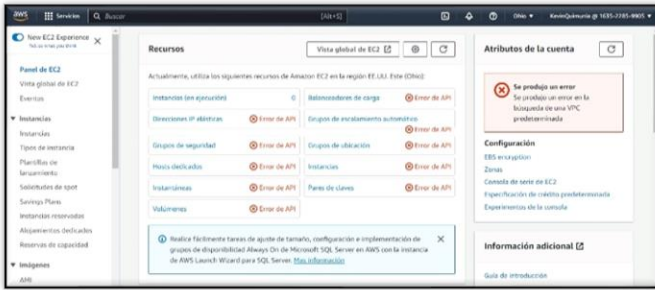 aws
Servicios
Buscar
[Alt+S]
Ohio
KevinQuimunia @ 1635-2785-9905
New EC2 Experience
Panel de EC2
Vista global de EC2
Eventos
Instancias
Instancias
Tipos de instancia
Plantillas de
lanzamiento
Solicitudes de spot
Savings Plans
Instancias reservadas
Alojamientos dedicados
Reservas de capacidad
Imágenes
AMI
Recursos
Vista global de EC2
Actualmente, utiliza los siguientes recursos de Amazon EC2 en la región EE.UU. Este (Ohio):
Instancias (en ejecución) 0
Balanceadores de carga Error de API
Direcciones IP elásticas Error de API
Grupos de escalamiento automático
Error de API
Grupos de seguridad Error de API
Grupos de ubicación Error de API
Hosts dedicados Error de API
Instancias Error de API
Instantáneas Error de API
Pares de claves Error de API
Volúmenes Error de API
Realice fácilmente tareas de ajuste de tamaño, configuración e implementación de
grupos de disponibilidad Always On de Microsoft SQL Server en AWS con la instancia
de AWS Launch Wizard para SQL Server. Más información
Atributos de la cuenta
Se produjo un error
Se produjo un error en la
búsqueda de una VPC
predeterminada
Configuración
EBS encryption
Zonas
Consola de serie de EC2
Especificación de crédito predeterminada
Experimentos de la consola
Información adicional
Guía de introducción